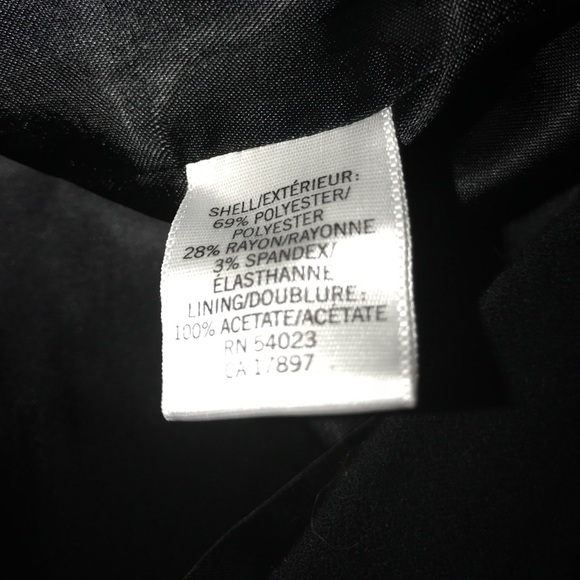 SHELL/EXTÉRIEUR:
69% POLYESTER/
POLYESTER
28% RAYON/RAYONNE
3% SPANDEX/
ÉLASTHANNE
LINING/DOUBLURE:
100% ACETATE/ACÉTATE
RN 54023
CA 17897